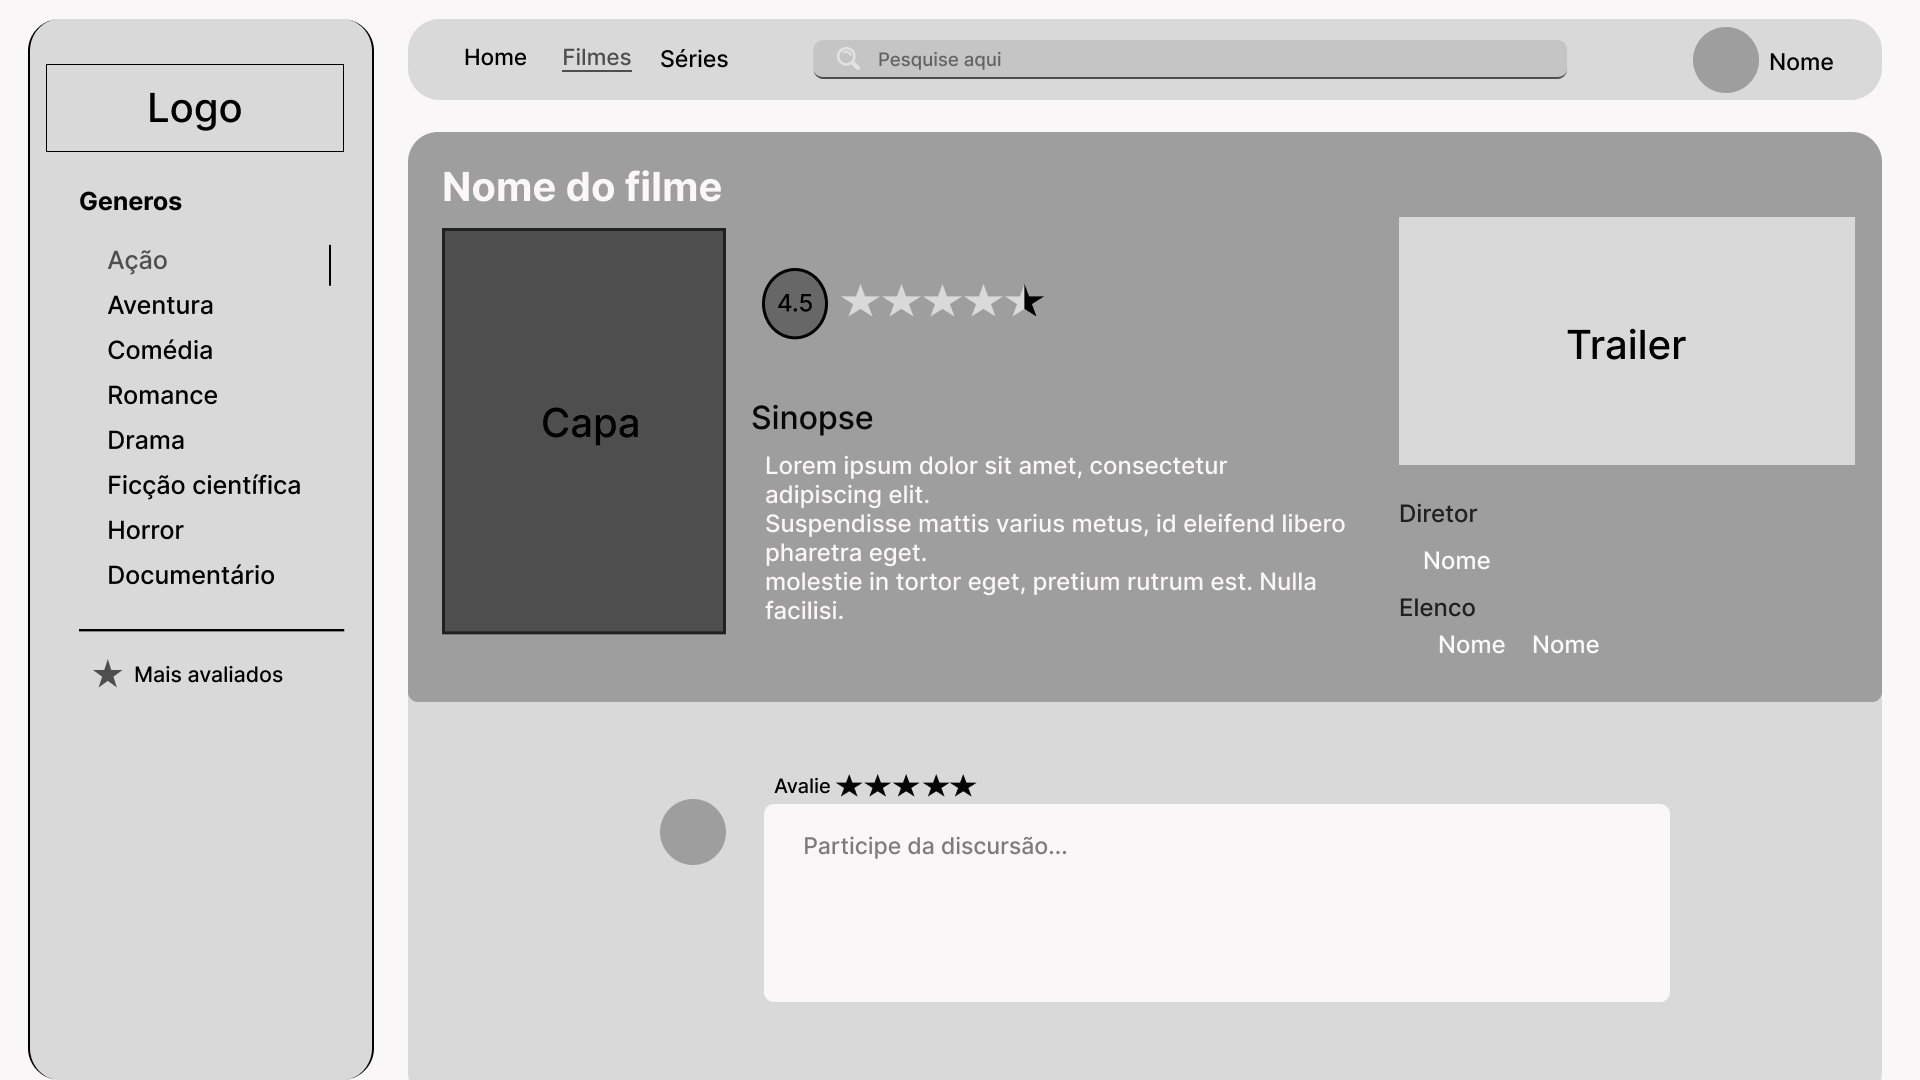 Logo
Generos
Ação
Aventura
Comédia
Romance
Drama
Ficção científica
Horror
Documentário
Mais avaliados
Home Filmes Séries
Pesquise aqui
Nome
Nome do filme
Capa
4.5
Sinopse
Lorem ipsum dolor sit amet, consectetur
adipiscing elit.
Suspendisse mattis varius metus, id eleifend libero
pharetra eget.
molestie in tortor eget, pretium rutrum est. Nulla
facilisi.
Trailer
Diretor
Nome
Elenco
Nome Nome
Avalie
Participe da discursão...